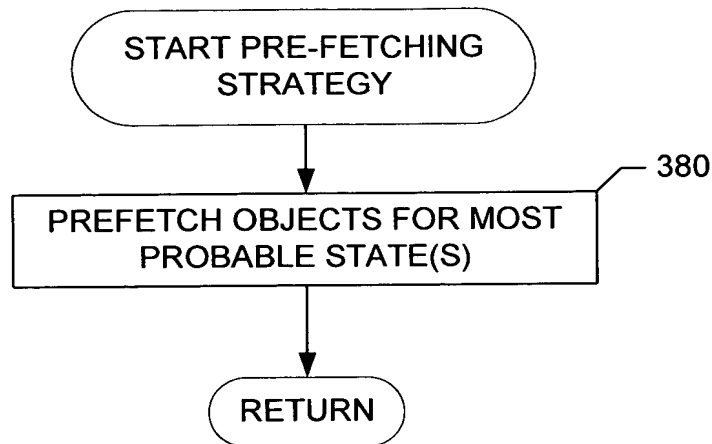 START PRE-FETCHING
STRATEGY
380
PREFETCH OBJECTS FOR MOST
PROBABLE STATE(S)
RETURN